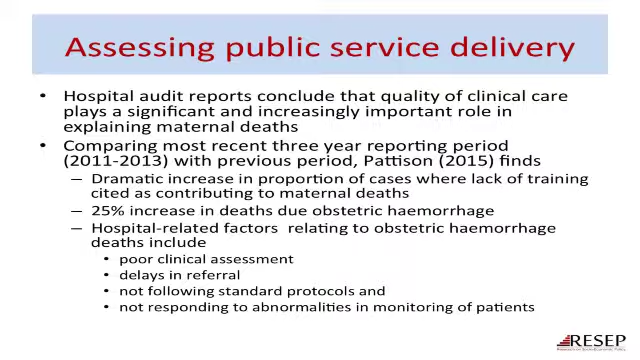 Assessing public service delivery
• Hospital audit reports conclude that quality of clinical care
plays a significant and increasingly important role in
explaining maternal deaths
• Comparing most recent three year reporting period
(2011-2013) with previous period, Pattison (2015) finds
– Dramatic increase in proportion of cases where lack of training
cited as contributing to maternal deaths
– 25% increase in deaths due obstetric haemorrhage
– Hospital-related factors relating to obstetric haemorrhage
deaths include
• poor clinical assessment
• delays in referral
• not following standard protocols and
• not responding to abnormalities in monitoring of patients
RESEP